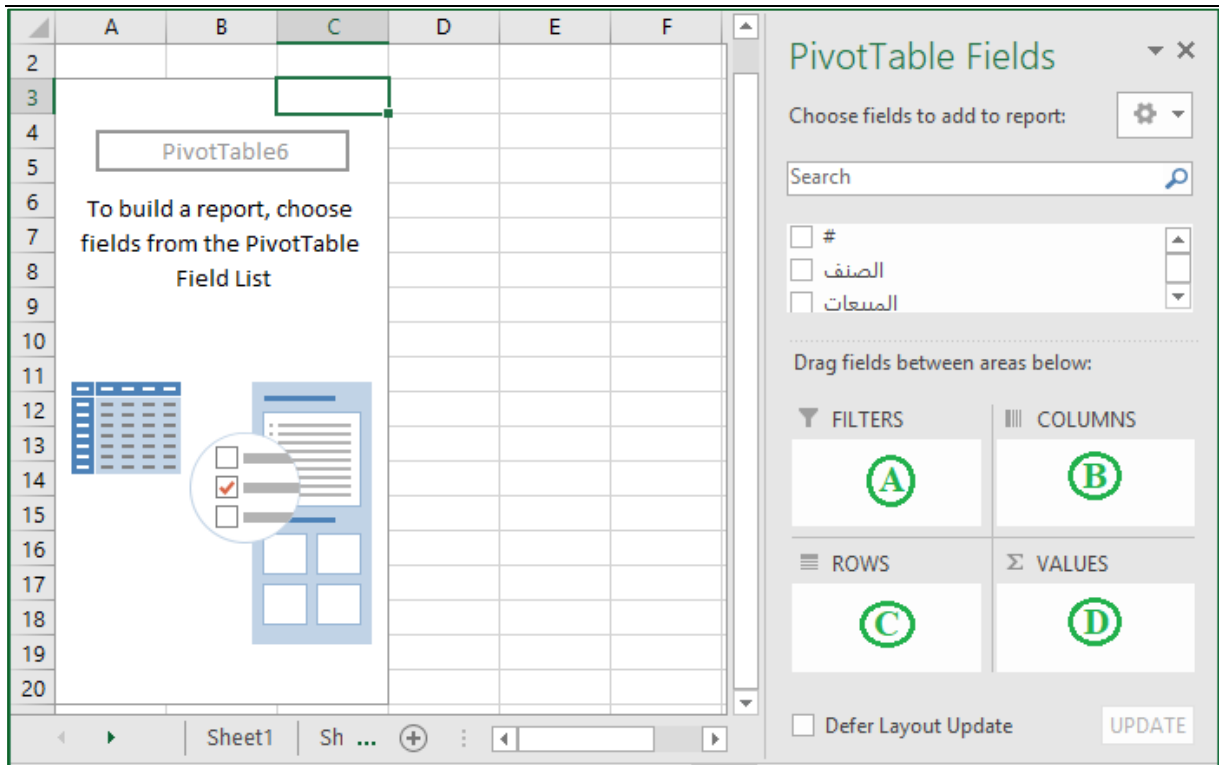 A B C D E F
2
3
4
5
6
7
8
9
10
11
12
13
14
15
16
17
18
19
20
PivotTable6
To build a report, choose
fields from the PivotTable
Field List
Sheet1 Sh ...
PivotTable Fields
Choose fields to add to report:
Search
#
الصنف
المبيعات
Drag fields between areas below:
FILTERS
COLUMNS
A
B
ROWS
Σ VALUES
C
D
Defer Layout Update
UPDATE